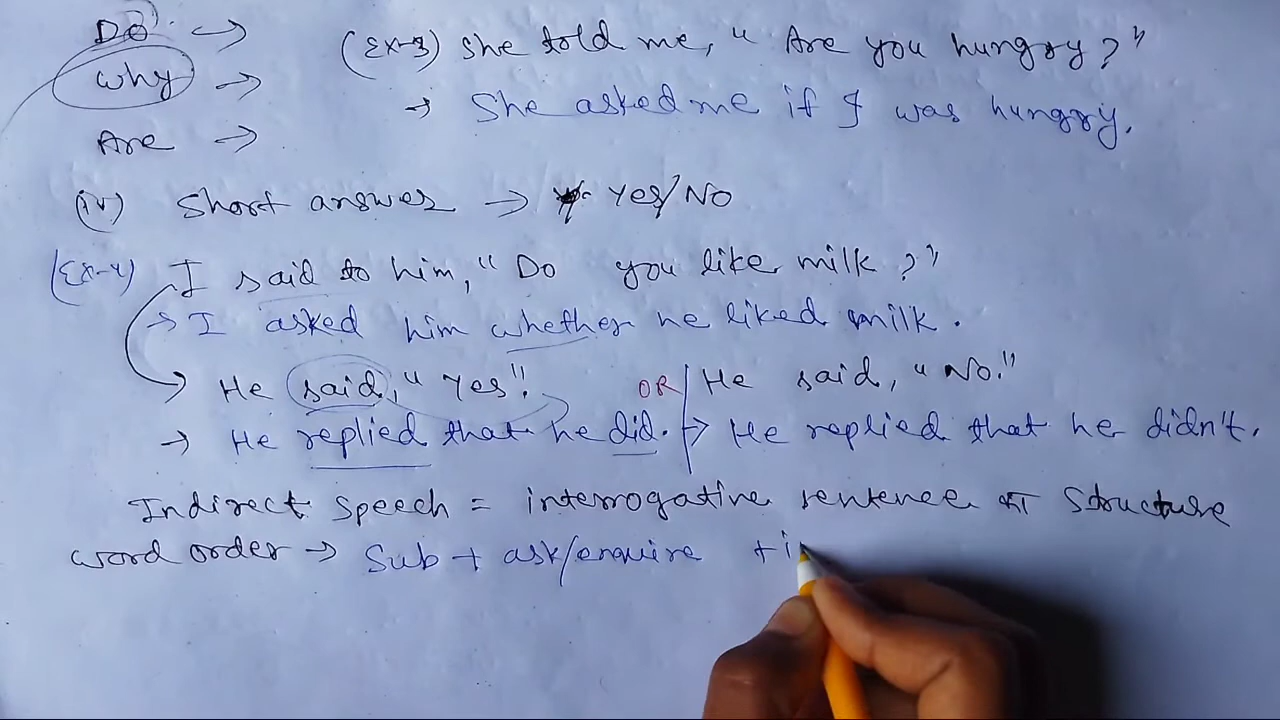 Do →
(Ex-3) She told me, " Are you hungry?"
Why →
→ She asked me if I was hungry.
Are →
(iv) Short answer → Yes/No
(Ex-4) I said to him, "Do you like milk?"
→ I asked him whether he liked milk.
→ He said, "Yes". OR He said, "No."
→ He replied that he did. → He replied that he didn't.
Indirect speech = interrogative sentence का structure
word order → Sub + ask/enquire + i